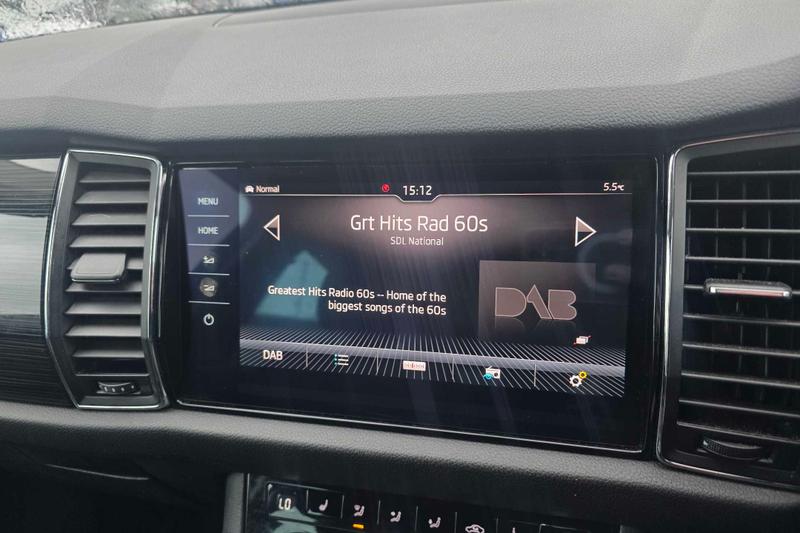 MENU
HOME
Normal
15:12
5.5℃
Grt Hits Rad 60s
SDL National
Greatest Hits Radio 60s -- Home of the
biggest songs of the 60s
DAB
DAB
LO